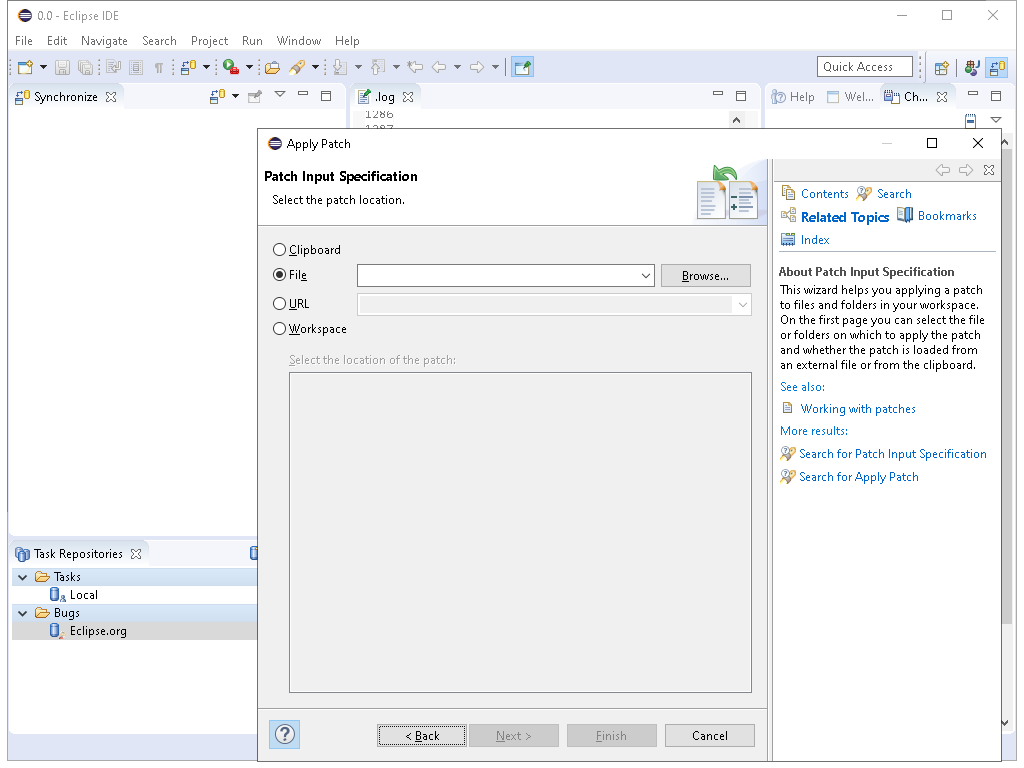 0.0 - Eclipse IDE
File Edit Navigate Search Project Run Window Help
Quick Access
Synchronize
.log
Help
Wel...
Ch...
1286
1287
Apply Patch
Patch Input Specification
Select the patch location.
Clipboard
File
Browse...
URL
Workspace
Select the location of the patch:
< Back
Next >
Finish
Cancel
Contents
Search
Related Topics
Bookmarks
Index
About Patch Input Specification
This wizard helps you applying a patch
to files and folders in your workspace.
On the first page you can select the file
or folders on which to apply the patch
and whether the patch is loaded from
an external file or from the clipboard.
See also:
Working with patches
More results:
Search for Patch Input Specification
Search for Apply Patch
Task Repositories
Tasks
Local
Bugs
Eclipse.org